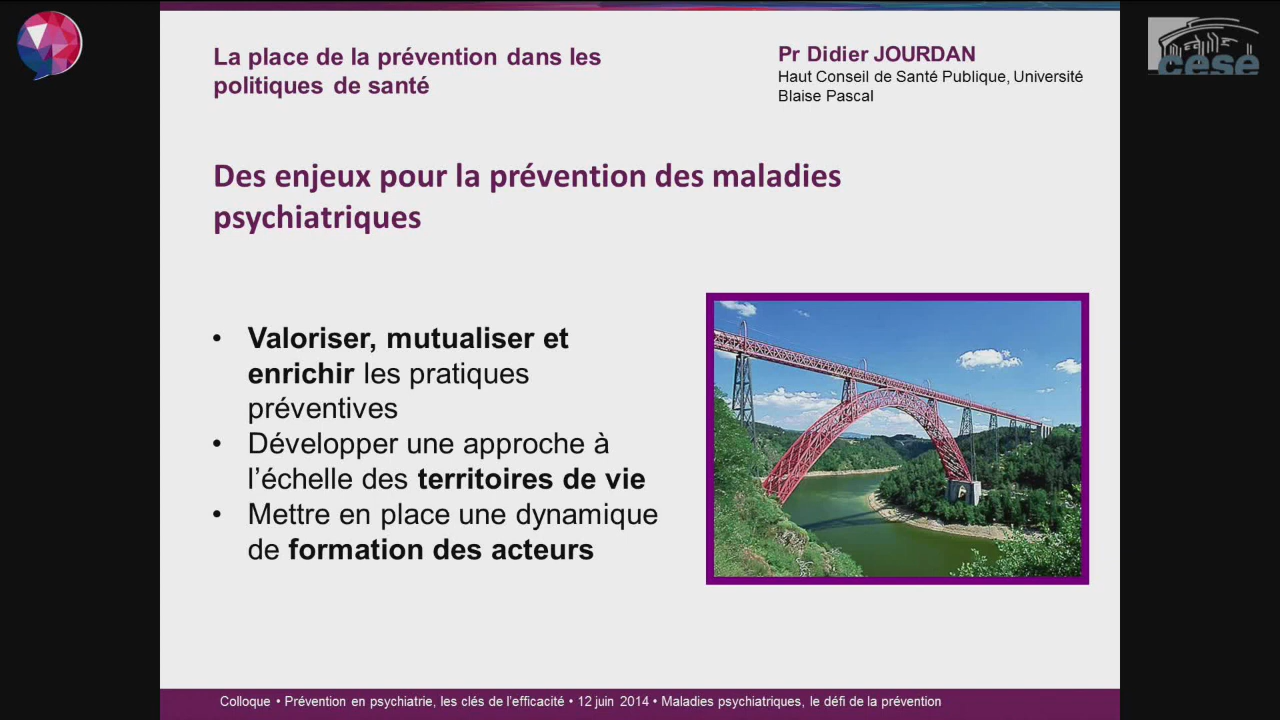 La place de la prévention dans les
politiques de santé
Pr Didier JOURDAN
Haut Conseil de Santé Publique, Université
Blaise Pascal
cese
Des enjeux pour la prévention des maladies
psychiatriques
• Valoriser, mutualiser et
enrichir les pratiques
préventives
• Développer une approche à
l’échelle des territoires de vie
• Mettre en place une dynamique
de formation des acteurs
Colloque • Prévention en psychiatrie, les clés de l’efficacité • 12 juin 2014 • Maladies psychiatriques, le défi de la prévention